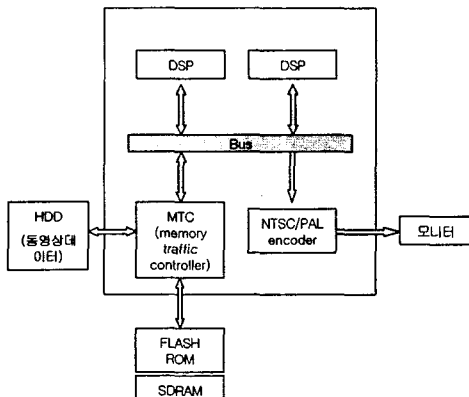 DSP
DSP
Bus
HDD
(동영상데
이터)
MTC
(memory
traffic
controller)
NTSC/PAL
encoder
모니터
FLASH
ROM
SDRAM